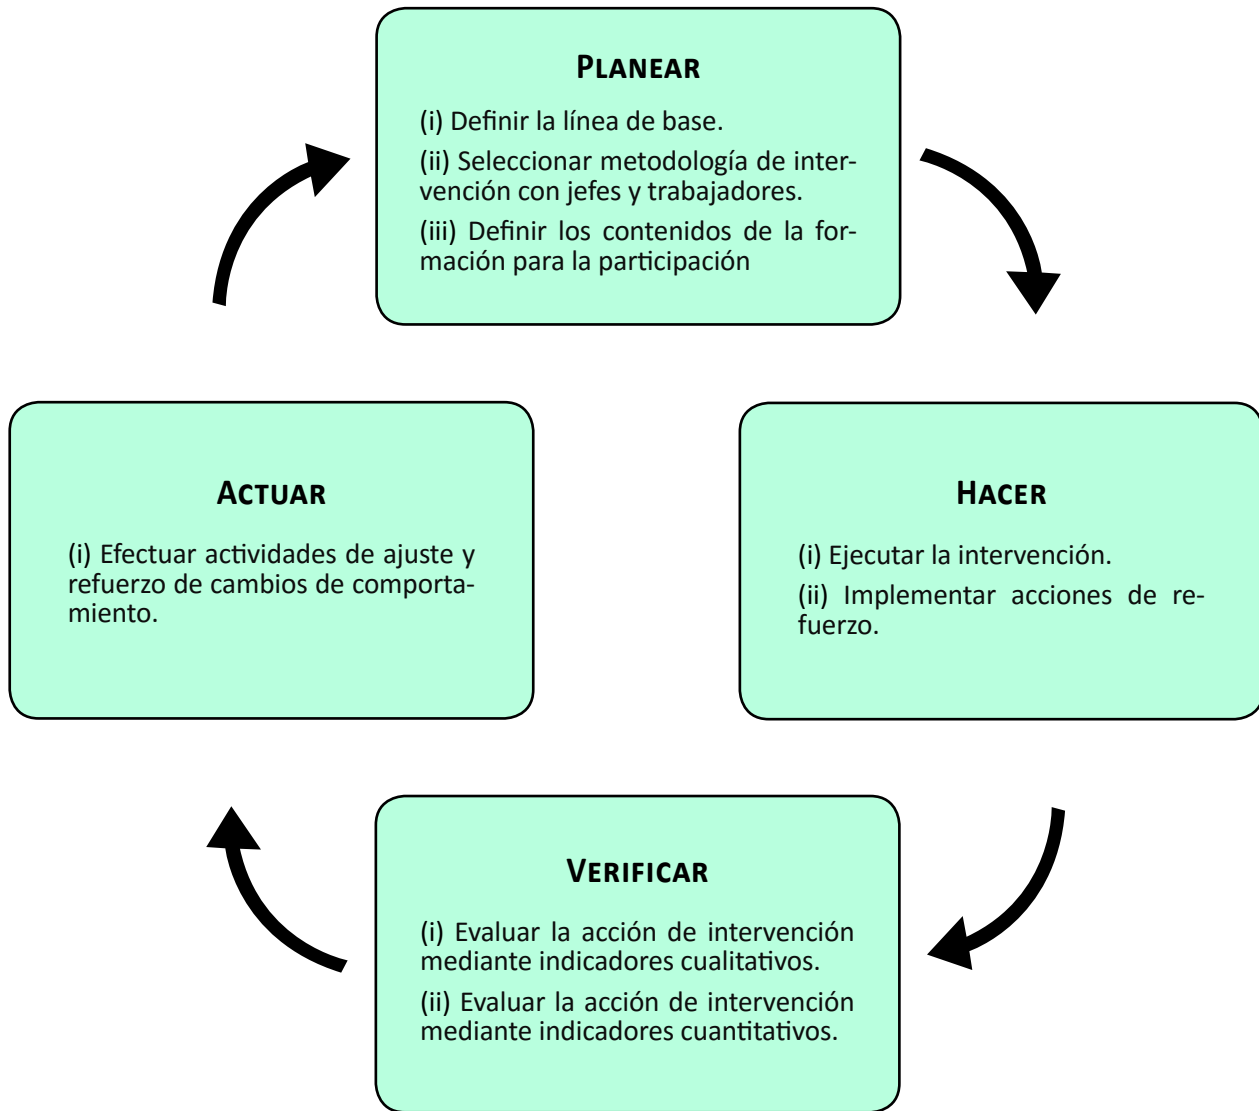 PLANEAR
(i) Definir la línea de base.
(ii) Seleccionar metodología de inter-
vención con jefes y trabajadores.
(iii) Definir los contenidos de la for-
mación para la participación
ACTUAR
(i) Efectuar actividades de ajuste y
refuerzo de cambios de comporta-
miento.
HACER
(i) Ejecutar la intervención.
(ii) Implementar acciones de re-
fuerzo.
VERIFICAR
(i) Evaluar la acción de intervención
mediante indicadores cualitativos.
(ii) Evaluar la acción de intervención
mediante indicadores cuantitativos.